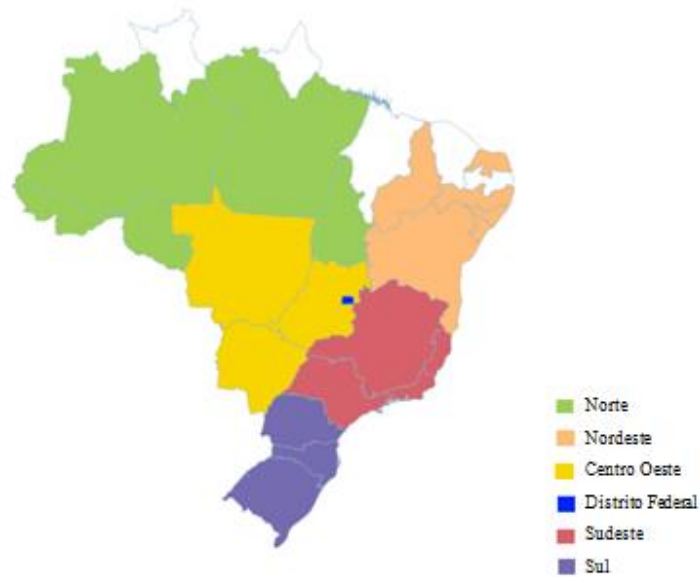 Norte
Nordeste
Centro Oeste
Distrito Federal
Sudeste
Sul